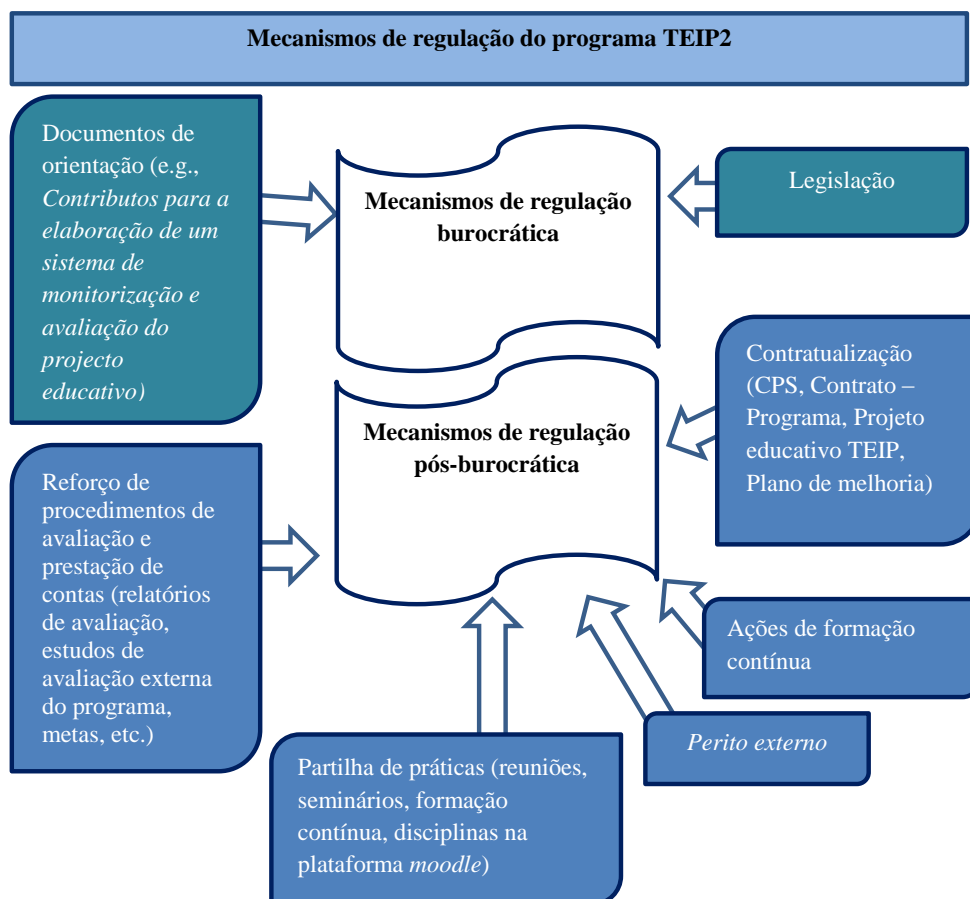 Mecanismos de regulação do programa TEIP2
Documentos de
orientação (e.g.,
Contributos para a
elaboração de um
sistema de
monitorização e
avaliação do
projecto
educativo)
Mecanismos de regulação
burocrática
Legislação
Mecanismos de regulação
pós-burocrática
Contratualização
(CPS, Contrato –
Programa, Projeto
educativo TEIP,
Plano de melhoria)
Reforço de
procedimentos de
avaliação e
prestação de
contas (relatórios
de avaliação,
estudos de
avaliação externa
do programa,
metas, etc.)
Ações de formação
contínua
Perito externo
Partilha de práticas (reuniões,
seminários, formação
contínua, disciplinas na
plataforma moodle)